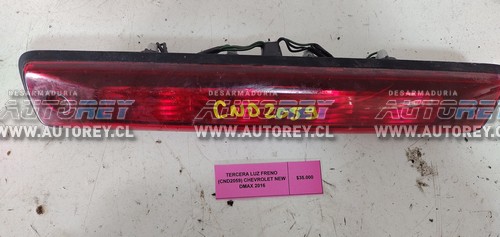 DESARMADURIA DESARMADURIA DESARMADURIA
AUTOREY AUTOREY AUTOREY
WWW.AUTOREY.CL WWW.AUTOREY.CL WWW.AUTOREY.CL
CND2059
TERCERA LUZ FRENO
(CND2059) CHEVROLET NEW
DMAX 2016
$35.000